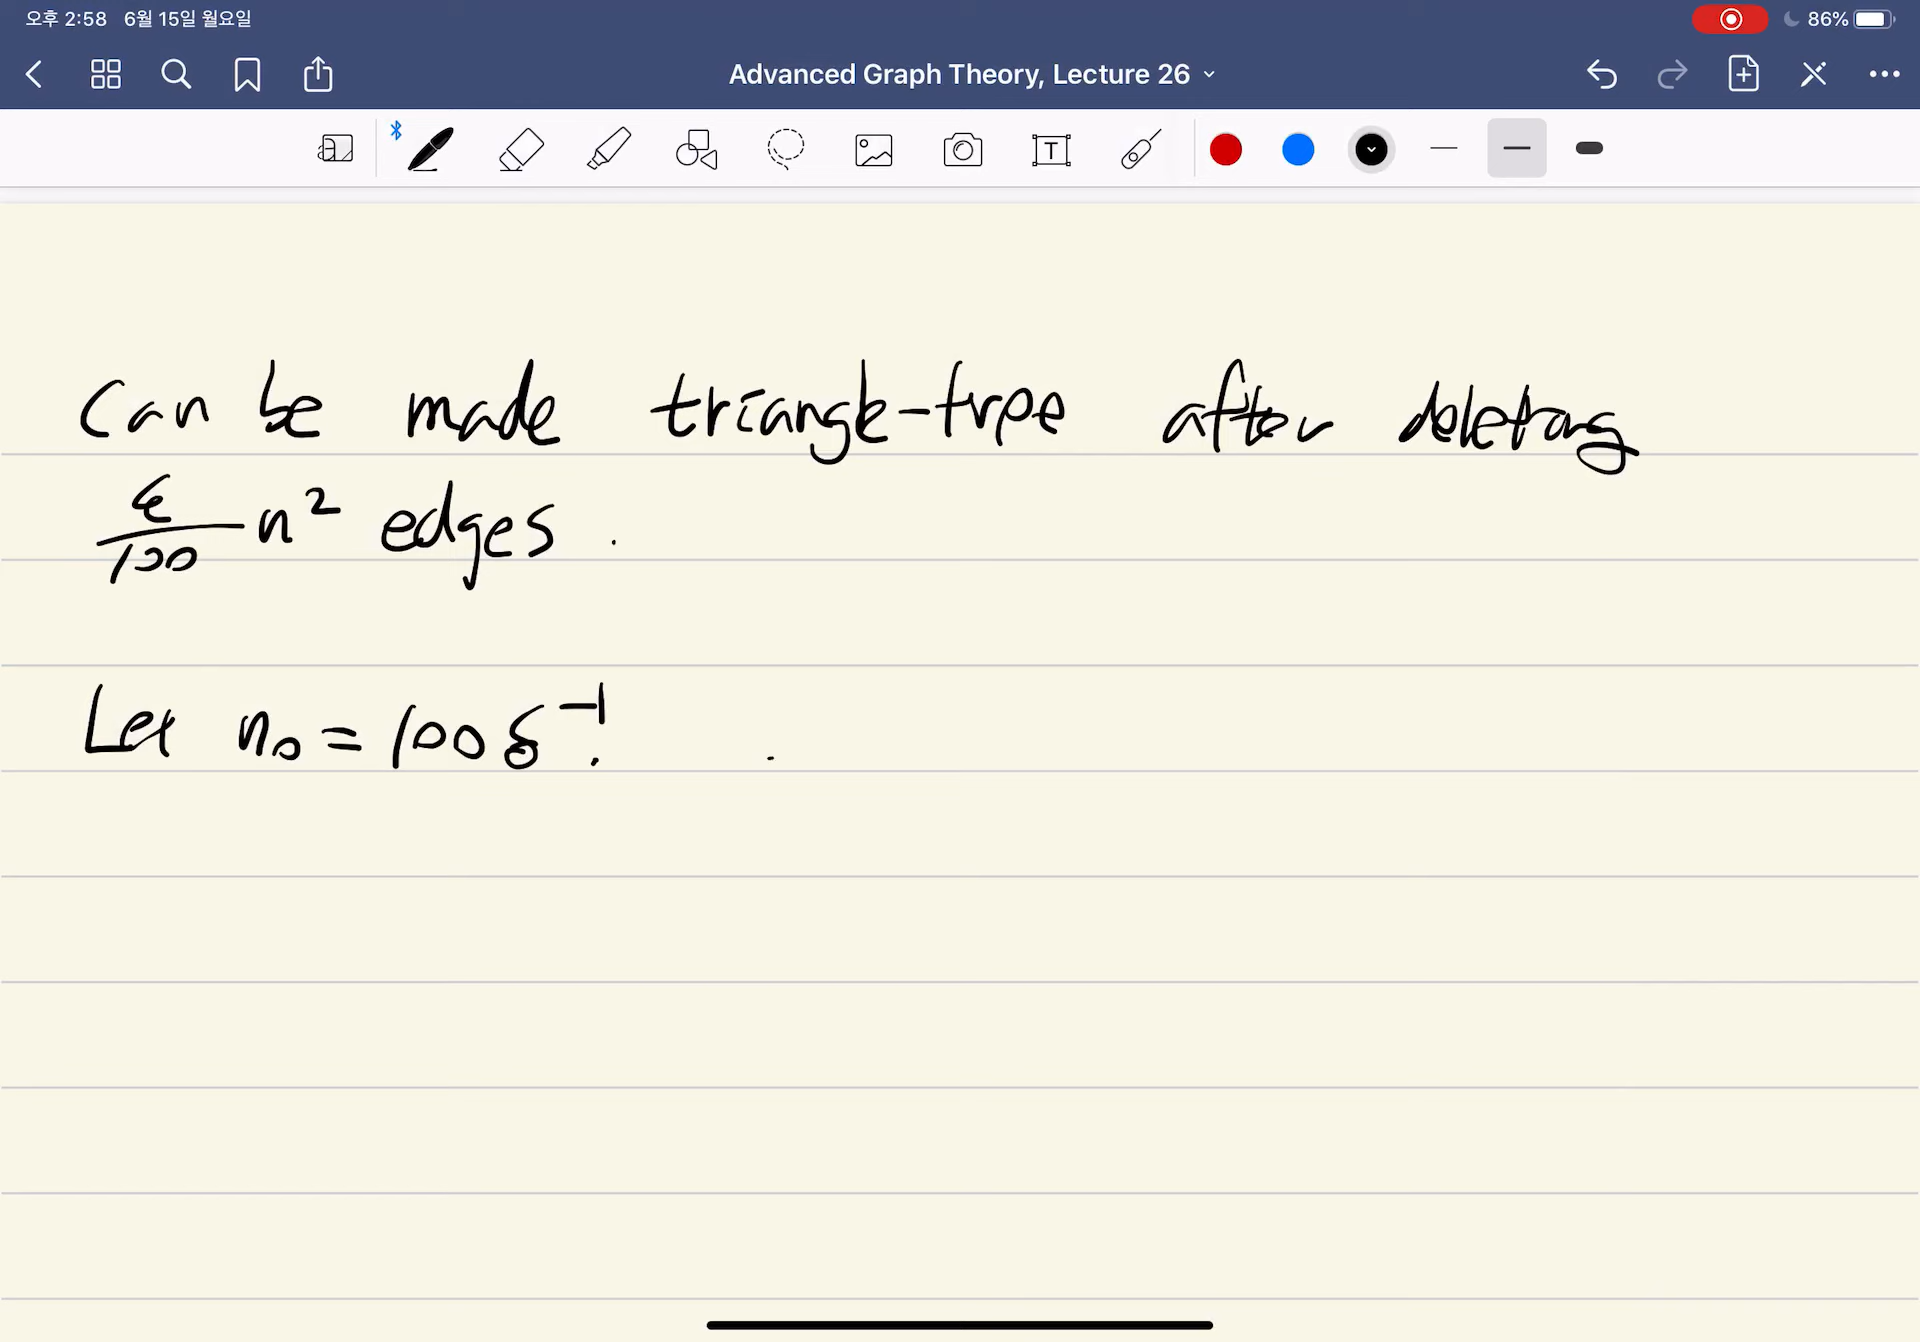 오후 2:58 6월 15일 월요일
86%
Advanced Graph Theory, Lecture 26
can be made triangle-free after deleting
ε/100 n² edges.
Let n₀ = 100δ⁻¹.